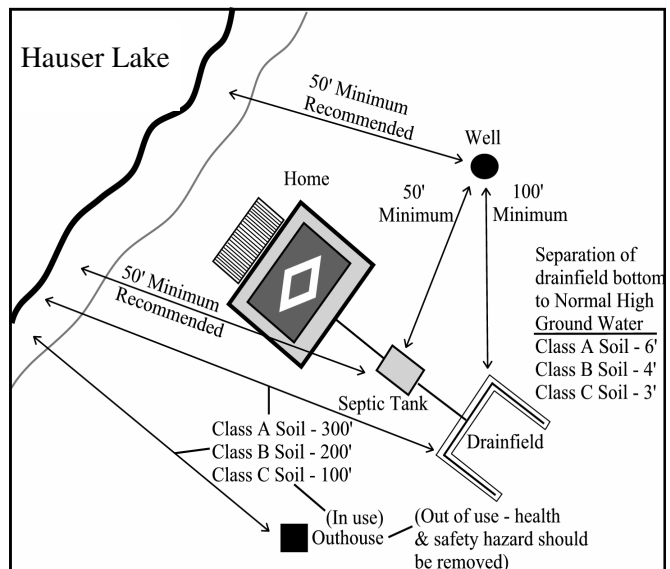 Hauser Lake
50' Minimum
Recommended
Well
Home
50'
Minimum
100'
Minimum
Separation of
drainfield bottom
to Normal High
Ground Water
Class A Soil - 6'
Class B Soil - 4'
Class C Soil - 3'
50' Minimum
Recommended
Septic Tank
Drainfield
Class A Soil - 300'
Class B Soil - 200'
Class C Soil - 100'
(In use)
Outhouse
(Out of use - health
& safety hazard should
be removed)